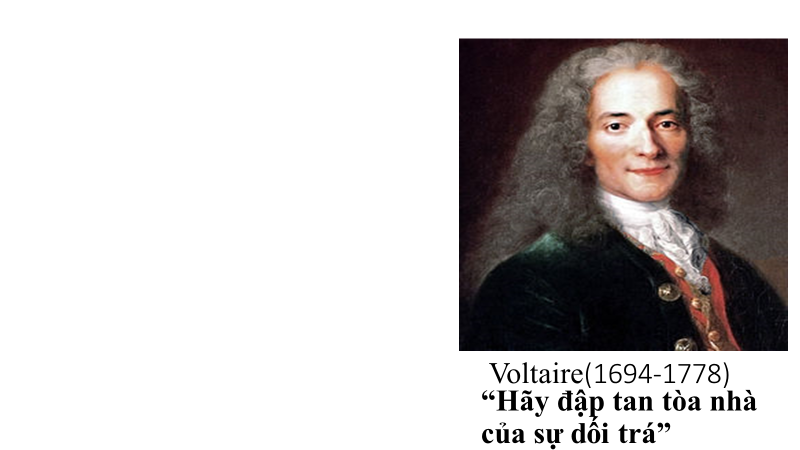 Voltaire(1694-1778)
“Hãy đập tan tòa nhà
của sự dối trá”